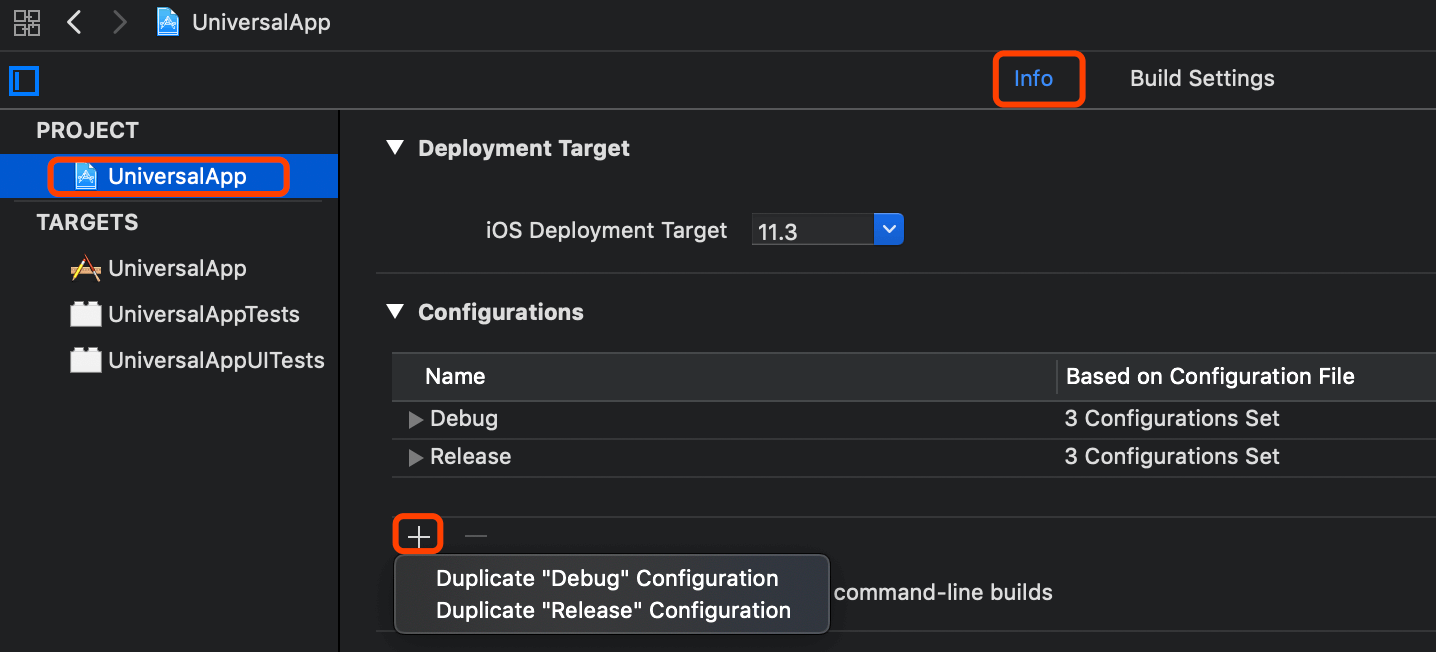 UniversalApp
Info
Build Settings
PROJECT
UniversalApp
TARGETS
UniversalApp
UniversalAppTests
UniversalAppUITests
Deployment Target
iOS Deployment Target 11.3
Configurations
Name Based on Configuration File
Debug 3 Configurations Set
Release 3 Configurations Set
Duplicate "Debug" Configuration
command-line builds
Duplicate "Release" Configuration